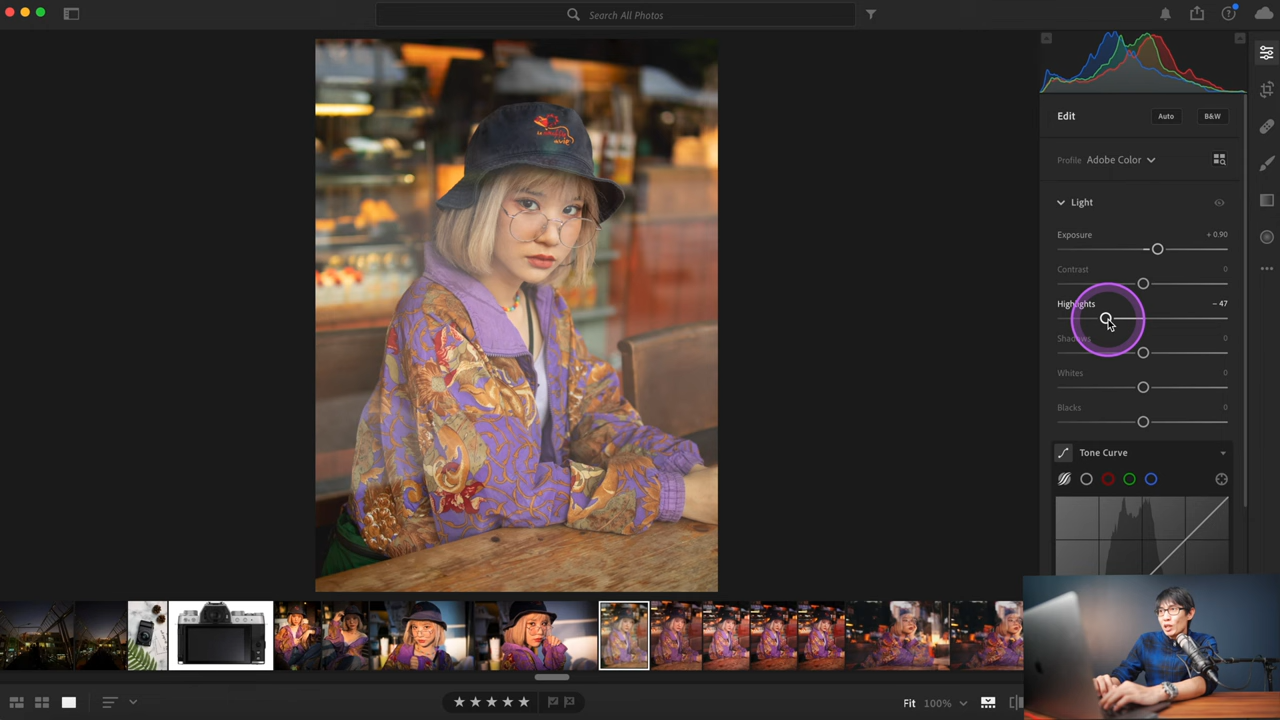 Search All Photos
Edit
Auto
B&W
Profile
Adobe Color
Light
Exposure
+ 0.90
Contrast
0
Highlights
– 47
Shadows
0
Whites
0
Blacks
0
Tone Curve
Fit
100%